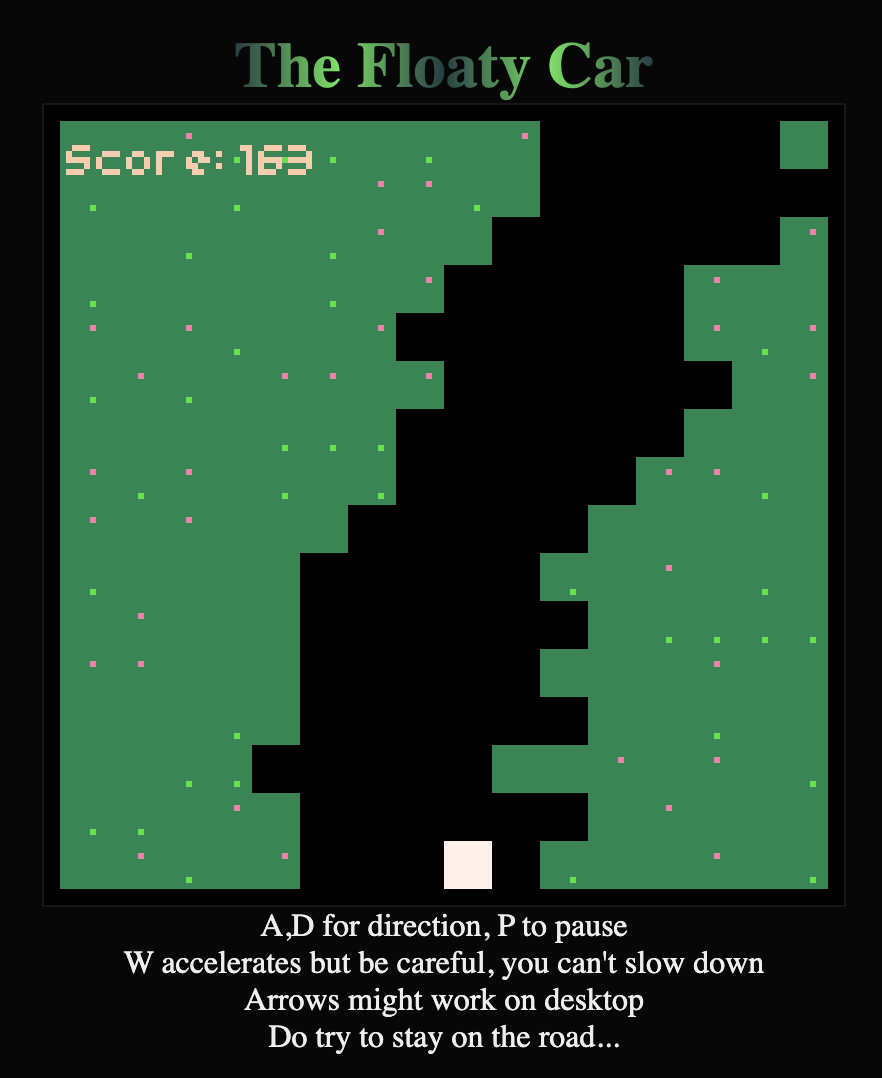 The Floaty Car
Score:163
A,D for direction, P to pause
W accelerates but be careful, you can't slow down
Arrows might work on desktop
Do try to stay on the road...